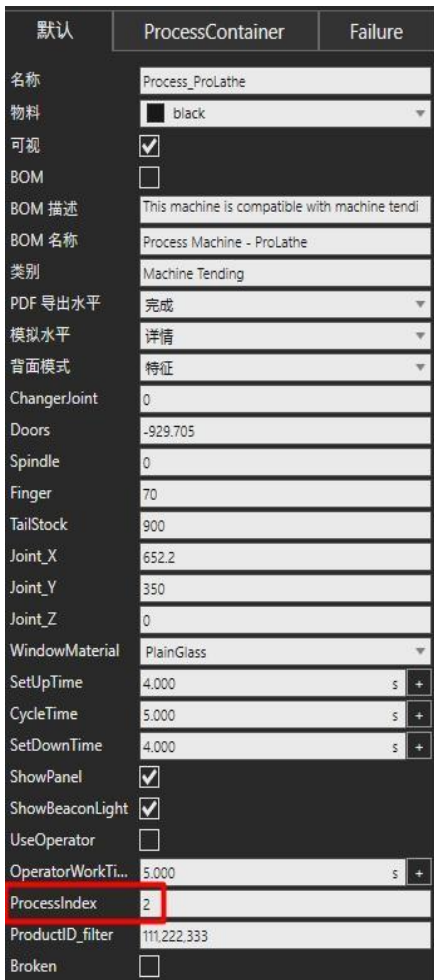 默认 ProcessContainer Failure
名称 Process_ProLathe
物料 black
可视
BOM
BOM 描述 This machine is compatible with machine tendi
BOM 名称 Process Machine - ProLathe
类别 Machine Tending
PDF 导出水平 完成
模拟水平 详情
背面模式 特征
ChangerJoint 0
Doors -929.705
Spindle 0
Finger 70
TailStock 900
Joint_X 652.2
Joint_Y 350
Joint_Z 0
WindowMaterial PlainGlass
SetUpTime 4.000 s +
CycleTime 5.000 s +
SetDownTime 4.000 s +
ShowPanel
ShowBeaconLight
UseOperator
OperatorWorkTi... 5.000 s +
ProcessIndex 2
ProductID_filter 111,222,333
Broken